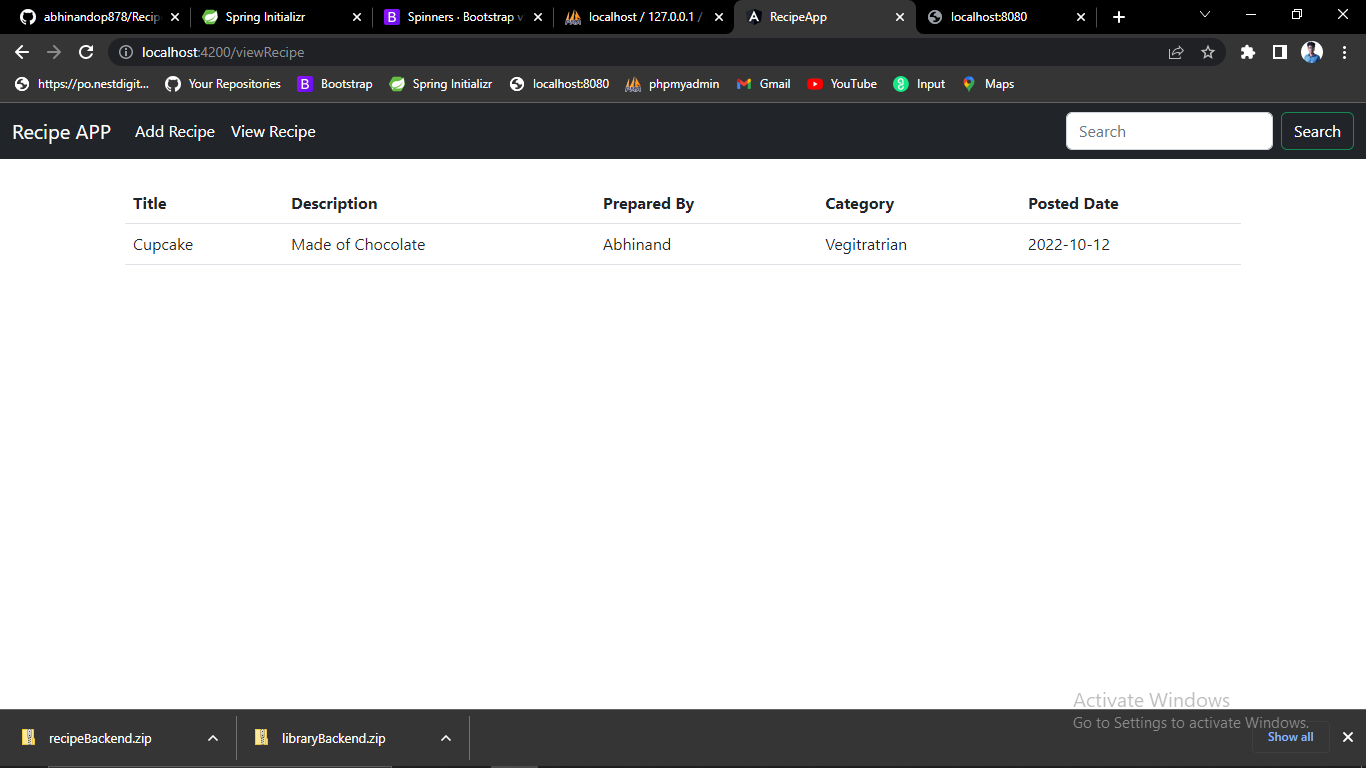 abhinandop878/Recip
Spring Initializr
Spinners · Bootstrap v
localhost / 127.0.0.1 /
RecipeApp
localhost:8080
localhost:4200/viewRecipe
https://po.nestdigit...
Your Repositories
Bootstrap
Spring Initializr
localhost:8080
phpmyadmin
Gmail
YouTube
Input
Maps
Recipe APP
Add Recipe
View Recipe
Search
Search
Title Description Prepared By Category Posted Date
Cupcake Made of Chocolate Abhinand Vegitratrian 2022-10-12
Activate Windows
Go to Settings to activate Windows.
recipeBackend.zip
libraryBackend.zip
Show all